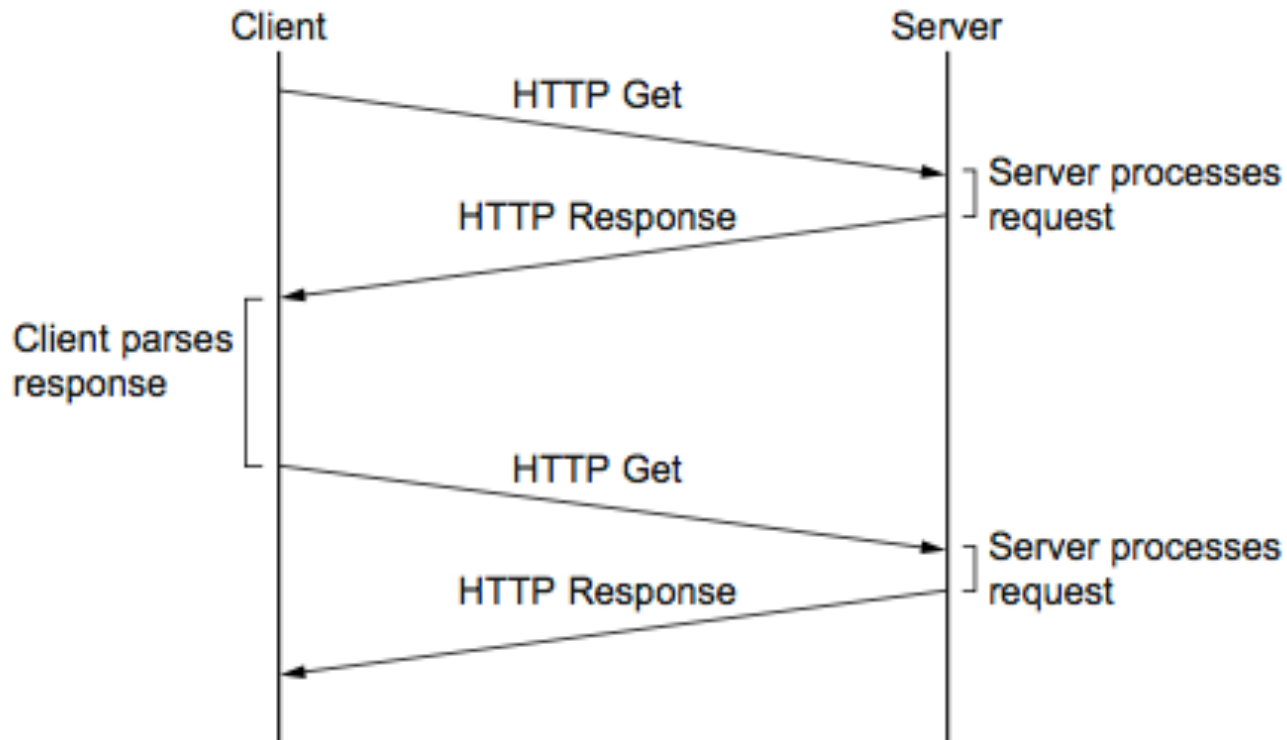 Client
Server
HTTP Get
Server processes
request
HTTP Response
Client parses
response
HTTP Get
Server processes
request
HTTP Response